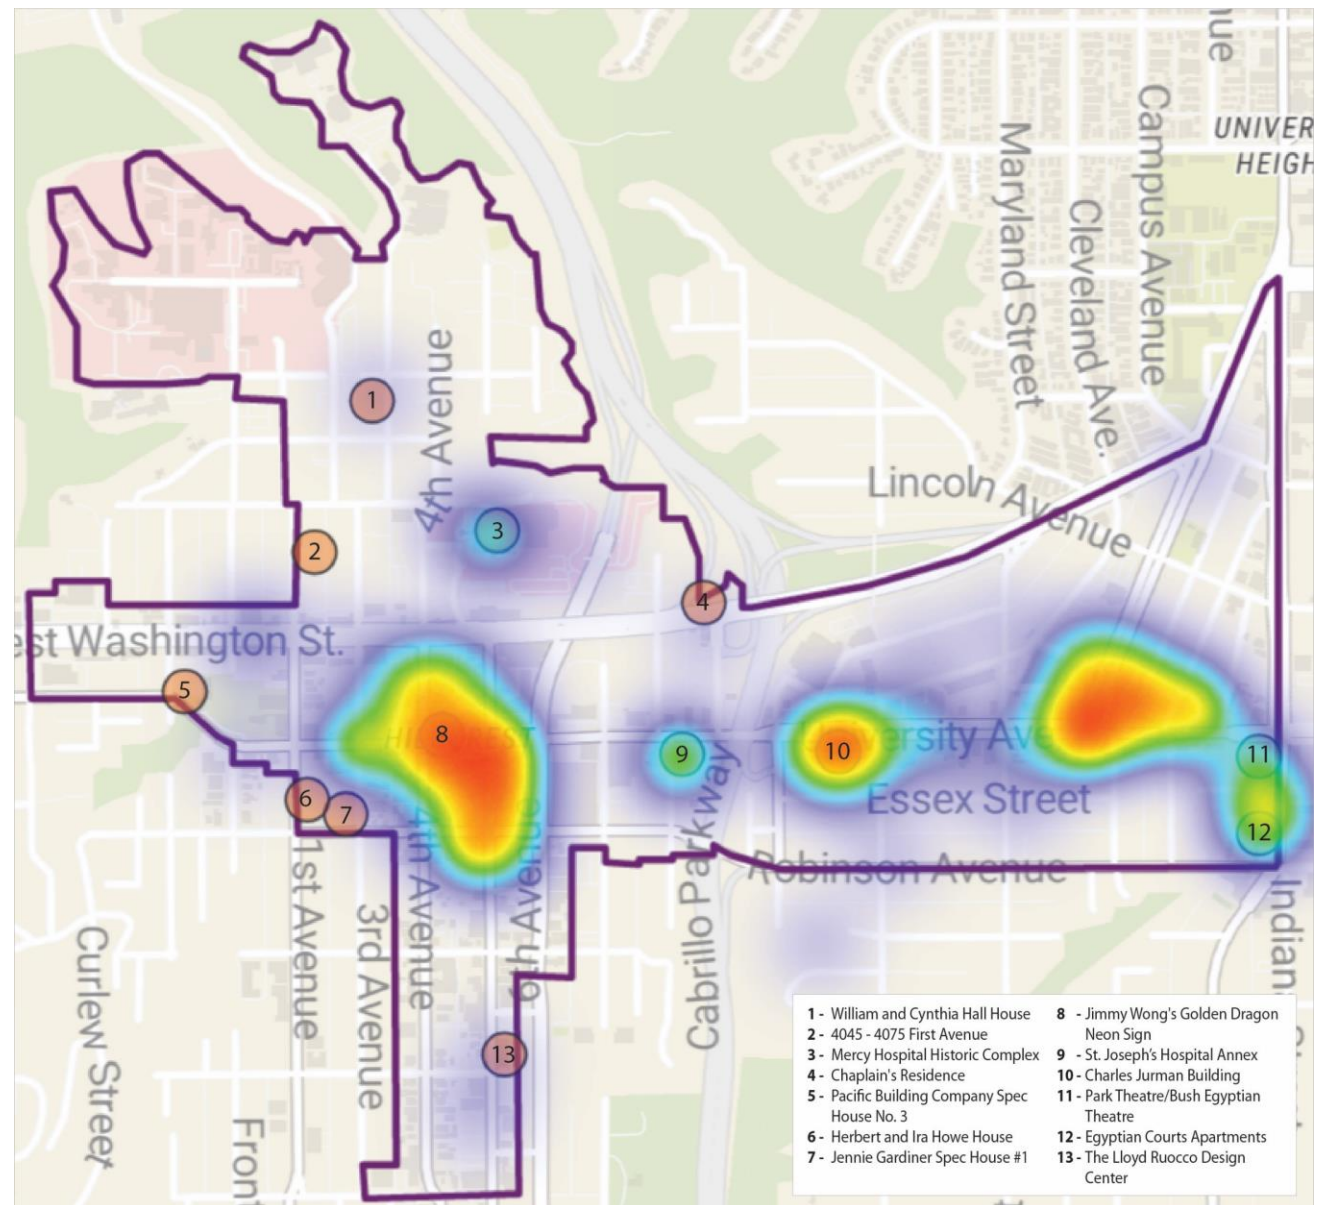 nue
UNIVER
HEIGH
Campus Avenue
Maryland Street
Cleveland Ave.
4th Avenue
1
Lincoln Avenue
3
2
4
est Washington St.
5
8
HILLCREST
9
10
University Ave
11
Essex Street
6
7
12
Robinson Avenue
1st Avenue
4th Avenue
6th Avenue
3rd Avenue
Cabrillo Parkway
Indian
Curlew Street
13
Front
1 - William and Cynthia Hall House
2 - 4045 - 4075 First Avenue
3 - Mercy Hospital Historic Complex
4 - Chaplain's Residence
5 - Pacific Building Company Spec
House No. 3
6 - Herbert and Ira Howe House
7 - Jennie Gardiner Spec House #1
8 - Jimmy Wong's Golden Dragon
Neon Sign
9 - St. Joseph's Hospital Annex
10 - Charles Jurman Building
11 - Park Theatre/Bush Egyptian
Theatre
12 - Egyptian Courts Apartments
13 - The Lloyd Ruocco Design
Center